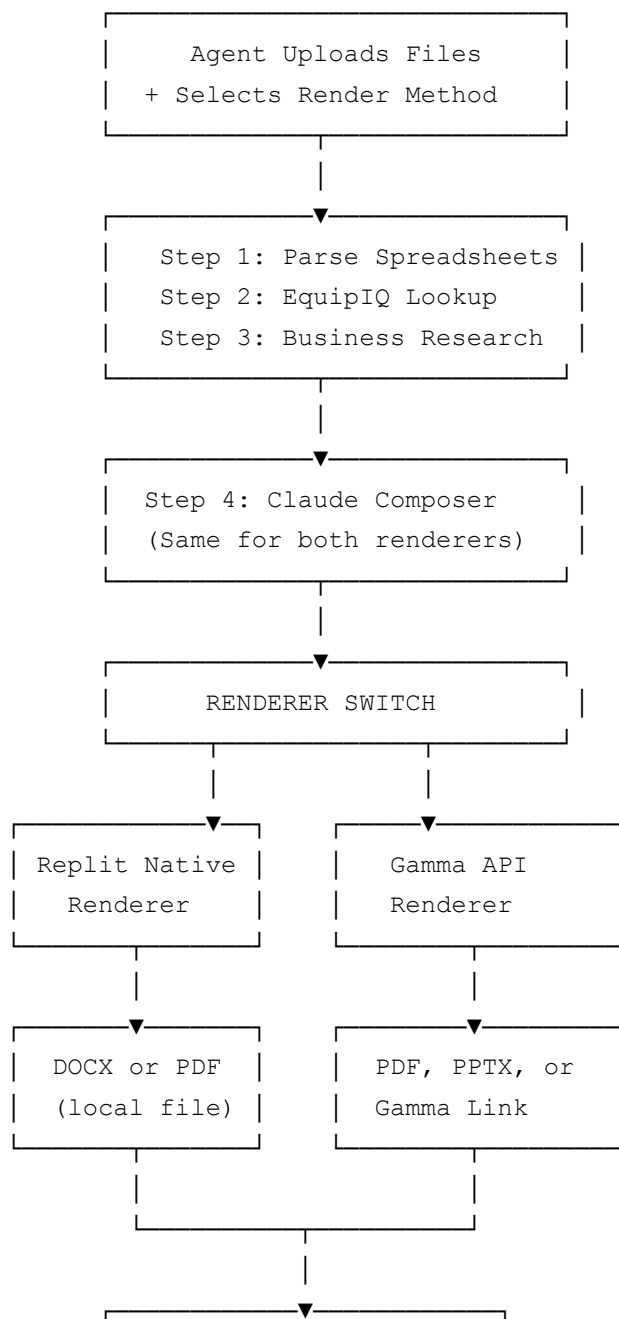 Agent Uploads Files
+ Selects Render Method
Step 1: Parse Spreadsheets
Step 2: EquipIQ Lookup
Step 3: Business Research
Step 4: Claude Composer
(Same for both renderers)
RENDERER SWITCH
Replit Native
Renderer
Gamma API
Renderer
DOCX or PDF
(local file)
PDF, PPTX, or
Gamma Link